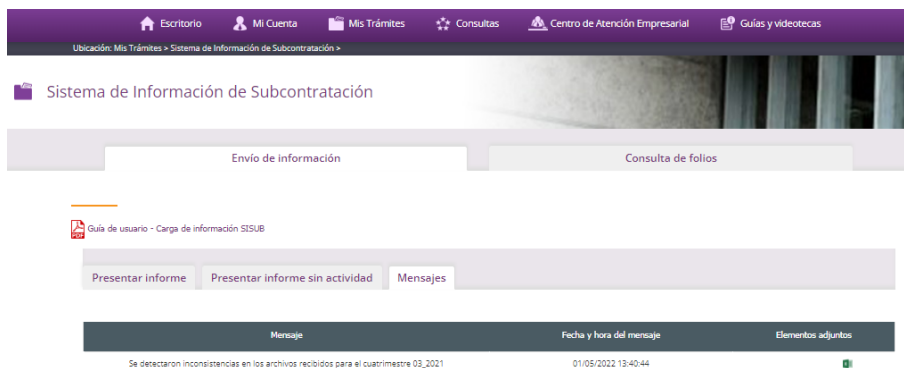 Escritorio Mi Cuenta Mis Trámites Consultas Centro de Atención Empresarial Guías y videotecas
Ubicación: Mis Trámites > Sistema de Información de Subcontratación >
Sistema de Información de Subcontratación
Envío de información Consulta de folios
PDF Guía de usuario - Carga de información SISUB
Presentar informe Presentar informe sin actividad Mensajes
Mensaje Fecha y hora del mensaje Elementos adjuntos
Se detectaron inconsistencias en los archivos recibidos para el cuatrimestre 03_2021 01/05/2022 13:40:44